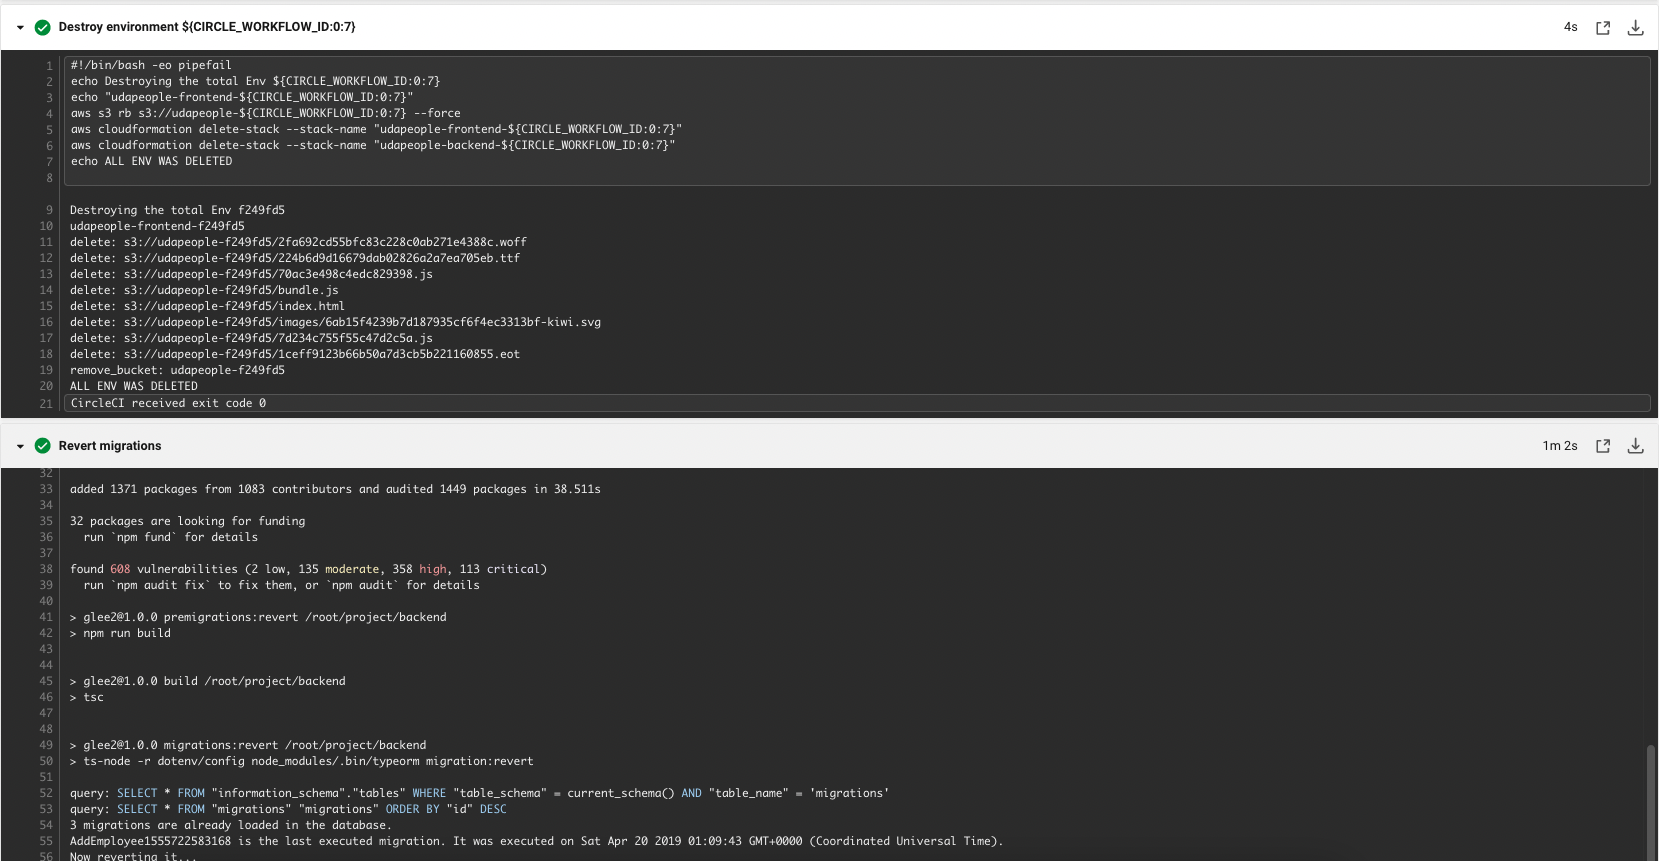 Destroy environment ${CIRCLE_WORKFLOW_ID:0:7}
4s
1 #!/bin/bash -eo pipefail
2 echo Destroying the total Env ${CIRCLE_WORKFLOW_ID:0:7}
3 echo "udapeople-frontend-${CIRCLE_WORKFLOW_ID:0:7}"
4 aws s3 rb s3://udapeople-${CIRCLE_WORKFLOW_ID:0:7} --force
5 aws cloudformation delete-stack --stack-name "udapeople-frontend-${CIRCLE_WORKFLOW_ID:0:7}"
6 aws cloudformation delete-stack --stack-name "udapeople-backend-${CIRCLE_WORKFLOW_ID:0:7}"
7 echo ALL ENV WAS DELETED
8
9 Destroying the total Env f249fd5
10 udapeople-frontend-f249fd5
11 delete: s3://udapeople-f249fd5/2fa692cd55bfc83c228c0ab271e4388c.woff
12 delete: s3://udapeople-f249fd5/224b6d9d16679dab02826a2a7ea705eb.ttf
13 delete: s3://udapeople-f249fd5/70ac3e498c4edc829398.js
14 delete: s3://udapeople-f249fd5/bundle.js
15 delete: s3://udapeople-f249fd5/index.html
16 delete: s3://udapeople-f249fd5/images/6ab15f4239b7d187935cf6f4ec3313bf-kiwi.svg
17 delete: s3://udapeople-f249fd5/7d234c755f55c47d2c5a.js
18 delete: s3://udapeople-f249fd5/1ceff9123b66b50a7d3cb5b221160855.eot
19 remove_bucket: udapeople-f249fd5
20 ALL ENV WAS DELETED
21 CircleCI received exit code 0
Revert migrations
1m 2s
32
33 added 1371 packages from 1083 contributors and audited 1449 packages in 38.511s
34
35 32 packages are looking for funding
36 run `npm fund` for details
37
38 found 608 vulnerabilities (2 low, 135 moderate, 358 high, 113 critical)
39 run `npm audit fix` to fix them, or `npm audit` for details
40
41 > glee2@1.0.0 premigrations:revert /root/project/backend
42 > npm run build
43
44
45 > glee2@1.0.0 build /root/project/backend
46 > tsc
47
48
49 > glee2@1.0.0 migrations:revert /root/project/backend
50 > ts-node -r dotenv/config node_modules/.bin/typeorm migration:revert
51
52 query: SELECT * FROM "information_schema"."tables" WHERE "table_schema" = current_schema() AND "table_name" = 'migrations'
53 query: SELECT * FROM "migrations" "migrations" ORDER BY "id" DESC
54 3 migrations are already loaded in the database.
55 AddEmployee1555722583168 is the last executed migration. It was executed on Sat Apr 20 2019 01:09:43 GMT+0000 (Coordinated Universal Time).
56 Now reverting it...